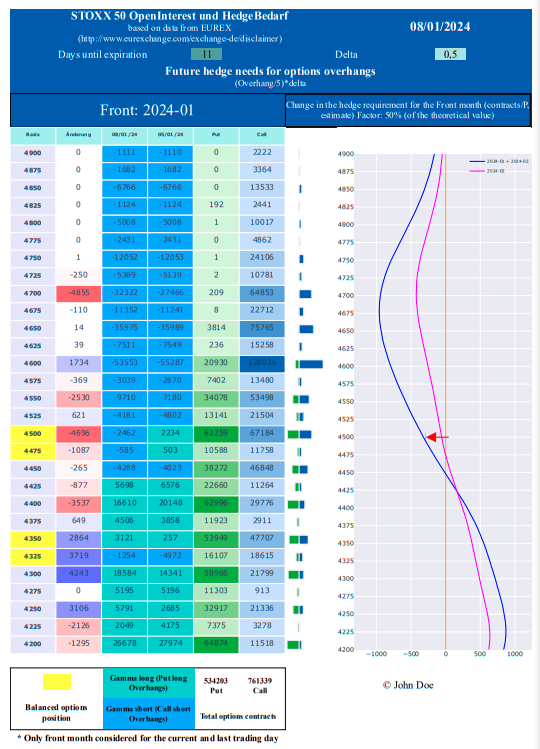 STOXX 50 OpenInterest und HedgeBedarf
based on data from EUREX
(http://www.eurexchange.com/exchange-de/disclaimer)
08/01/2024
Days until expiration 11 Delta 0,5
Future hedge needs for options overhangs
(Overhang/5)*delta
Front: 2024-01
Change in the hedge requirement for the Front month (contracts/P,
estimate) Factor: 50% (of the theoretical value)
Basis Änderung 08/01/24 05/01/24 Put Call
4900 0 -1111 -1110 0 2222
4875 0 -1682 -1682 0 3364
4850 0 -6766 -6766 0 13533
4825 0 -1124 -1124 192 2441
4800 0 -5008 -5008 1 10017
4775 0 -2431 -2431 0 4862
4750 1 -12052 -12053 1 24106
4725 -250 -5389 -5139 2 10781
4700 -4855 -32322 -27466 209 64853
4675 -110 -11352 -11241 8 22712
4650 14 -35975 -35989 3814 75765
4625 39 -7511 -7549 236 15258
4600 1734 -53553 -55287 20930 128036
4575 -369 -3039 -2670 7402 13480
4550 -2530 -9710 -7180 34078 53498
4525 621 -4181 -4802 13141 21504
4500 -4696 -2462 2234 62259 67184
4475 -1087 -585 503 10588 11758
4450 -265 -4288 -4023 38272 46848
4425 -877 5698 6576 22660 11264
4400 -3537 16610 20148 62996 29776
4375 649 4506 3858 11923 2911
4350 2864 3121 257 53949 47707
4325 3719 -1254 -4972 16107 18615
4300 4243 18584 14341 58966 21799
4275 0 5195 5196 11303 913
4250 3106 5791 2685 32917 21336
4225 -2126 2049 4175 7375 3278
4200 -1295 26678 27974 64874 11518
4900
4875
4850
4825
4800
4775
4750
4725
4700
4675
4650
4625
4600
4575
4550
4525
4500
4475
4450
4425
4400
4375
4350
4325
4300
4275
4250
4225
4200
2024-01 + 2024-02
2024-02
−1000 −500 0 500 1000
Balanced options
position
Gamma long (Put long
Overhangs)
Gamma short (Call short
Overhangs)
534203 761339
Put Call
Total options contracts
* Only front month considered for the current and last trading day
© John Doe